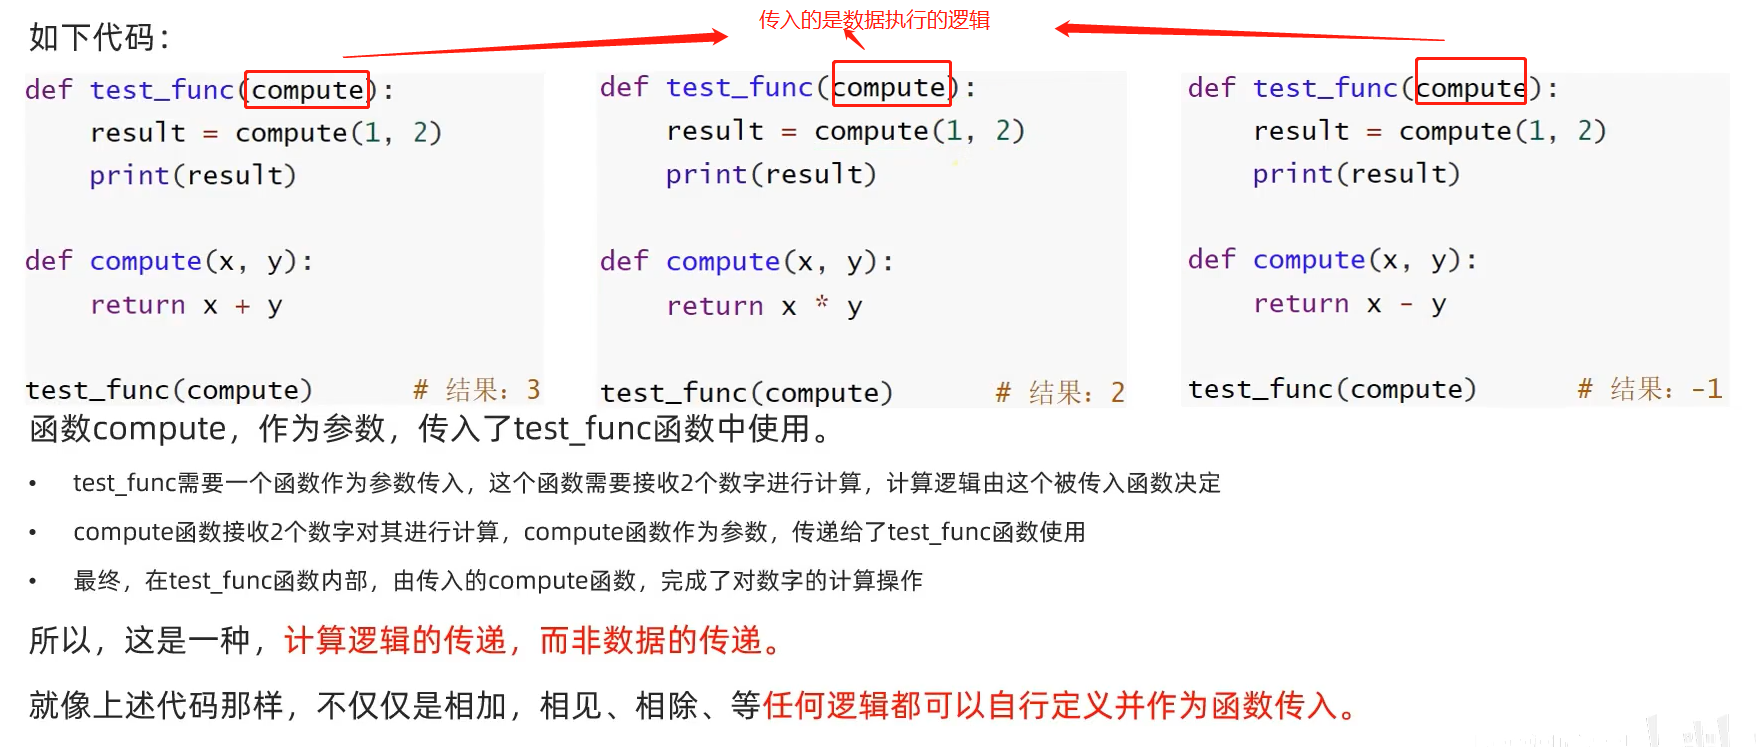 传入的是数据执行的逻辑
如下代码：
def test_func(compute):
    result = compute(1, 2)
    print(result)
def compute(x, y):
    return x + y
test_func(compute)      # 结果：3
def test_func(compute):
    result = compute(1, 2)
    print(result)
def compute(x, y):
    return x * y
test_func(compute)      # 结果：2
def test_func(compute):
    result = compute(1, 2)
    print(result)
def compute(x, y):
    return x - y
test_func(compute)      # 结果：-1
函数compute，作为参数，传入了test_func函数中使用。
• test_func需要一个函数作为参数传入，这个函数需要接收2个数字进行计算，计算逻辑由这个被传入函数决定
• compute函数接收2个数字对其进行计算，compute函数作为参数，传递给了test_func函数使用
• 最终，在test_func函数内部，由传入的compute函数，完成了对数字的计算操作
所以，这是一种，计算逻辑的传递，而非数据的传递。
就像上述代码那样，不仅仅是相加，相见、相除、等任何逻辑都可以自行定义并作为函数传入。